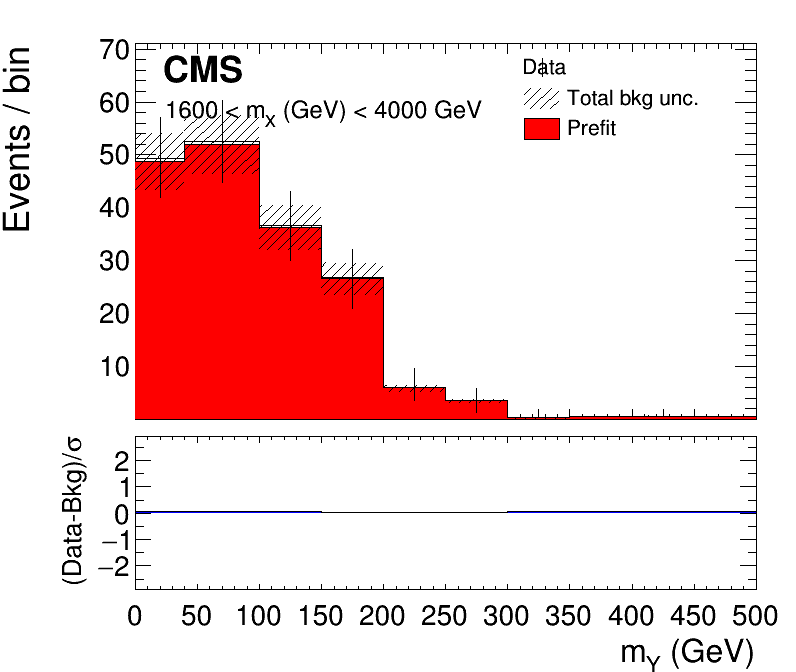 Events / bin
70
60
50
40
30
20
10
CMS
1600 < mX (GeV) < 4000 GeV
Data
Total bkg unc.
Prefit
(Data-Bkg)/σ
2
1
0
−1
−2
0 50 100 150 200 250 300 350 400 450 500
mY (GeV)